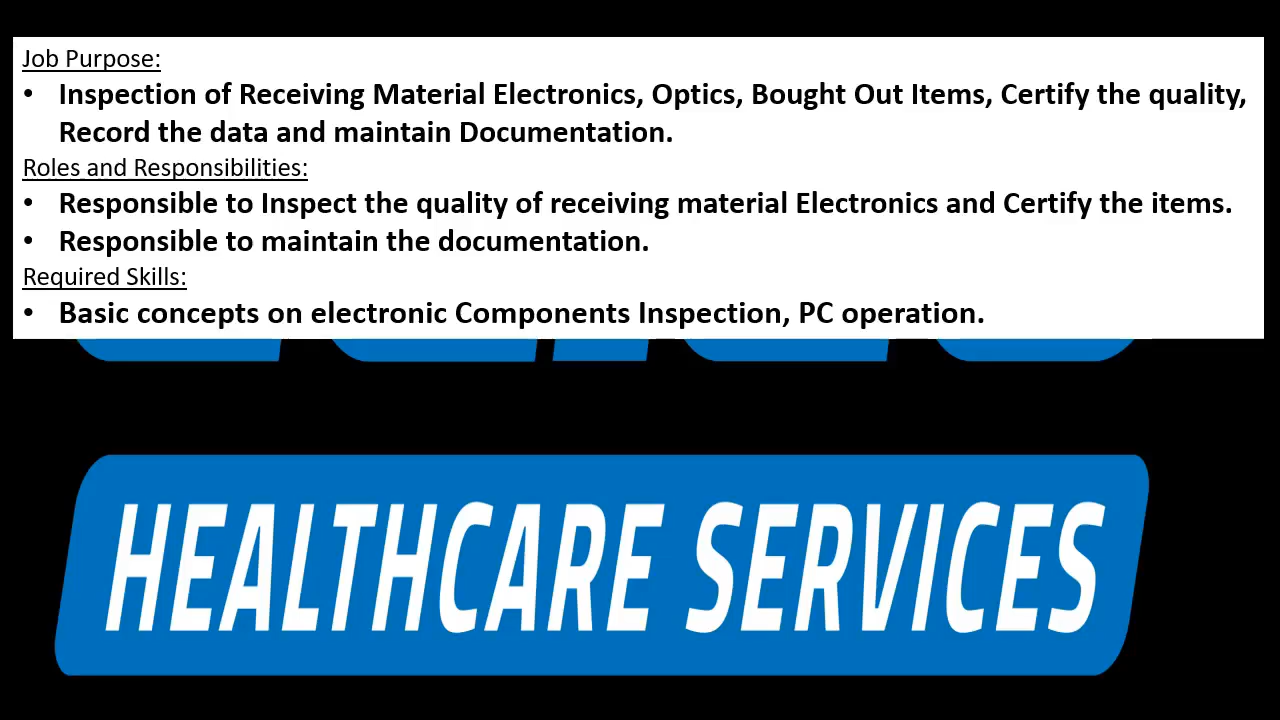 Job Purpose:
• Inspection of Receiving Material Electronics, Optics, Bought Out Items, Certify the quality,
Record the data and maintain Documentation.
Roles and Responsibilities:
• Responsible to Inspect the quality of receiving material Electronics and Certify the items.
• Responsible to maintain the documentation.
Required Skills:
• Basic concepts on electronic Components Inspection, PC operation.
HEALTHCARE SERVICES